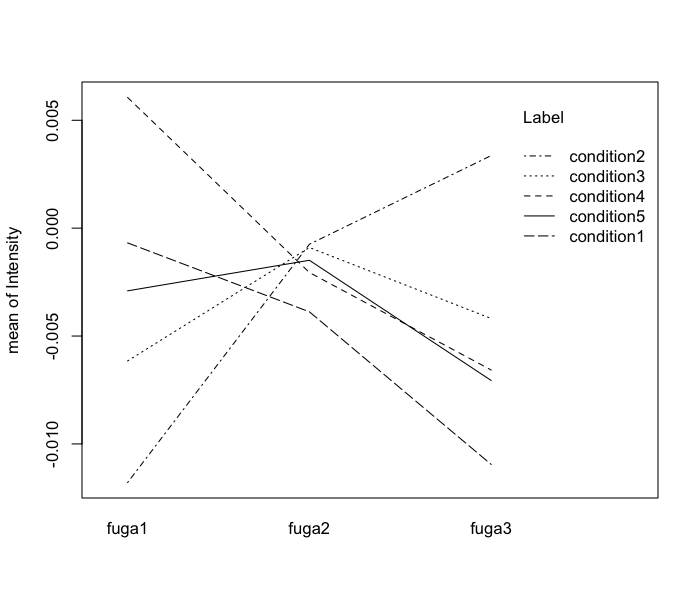 Label
condition2
condition3
condition4
condition5
condition1
mean of Intensity
0.005
0.000
-0.005
-0.010
fuga1 fuga2 fuga3